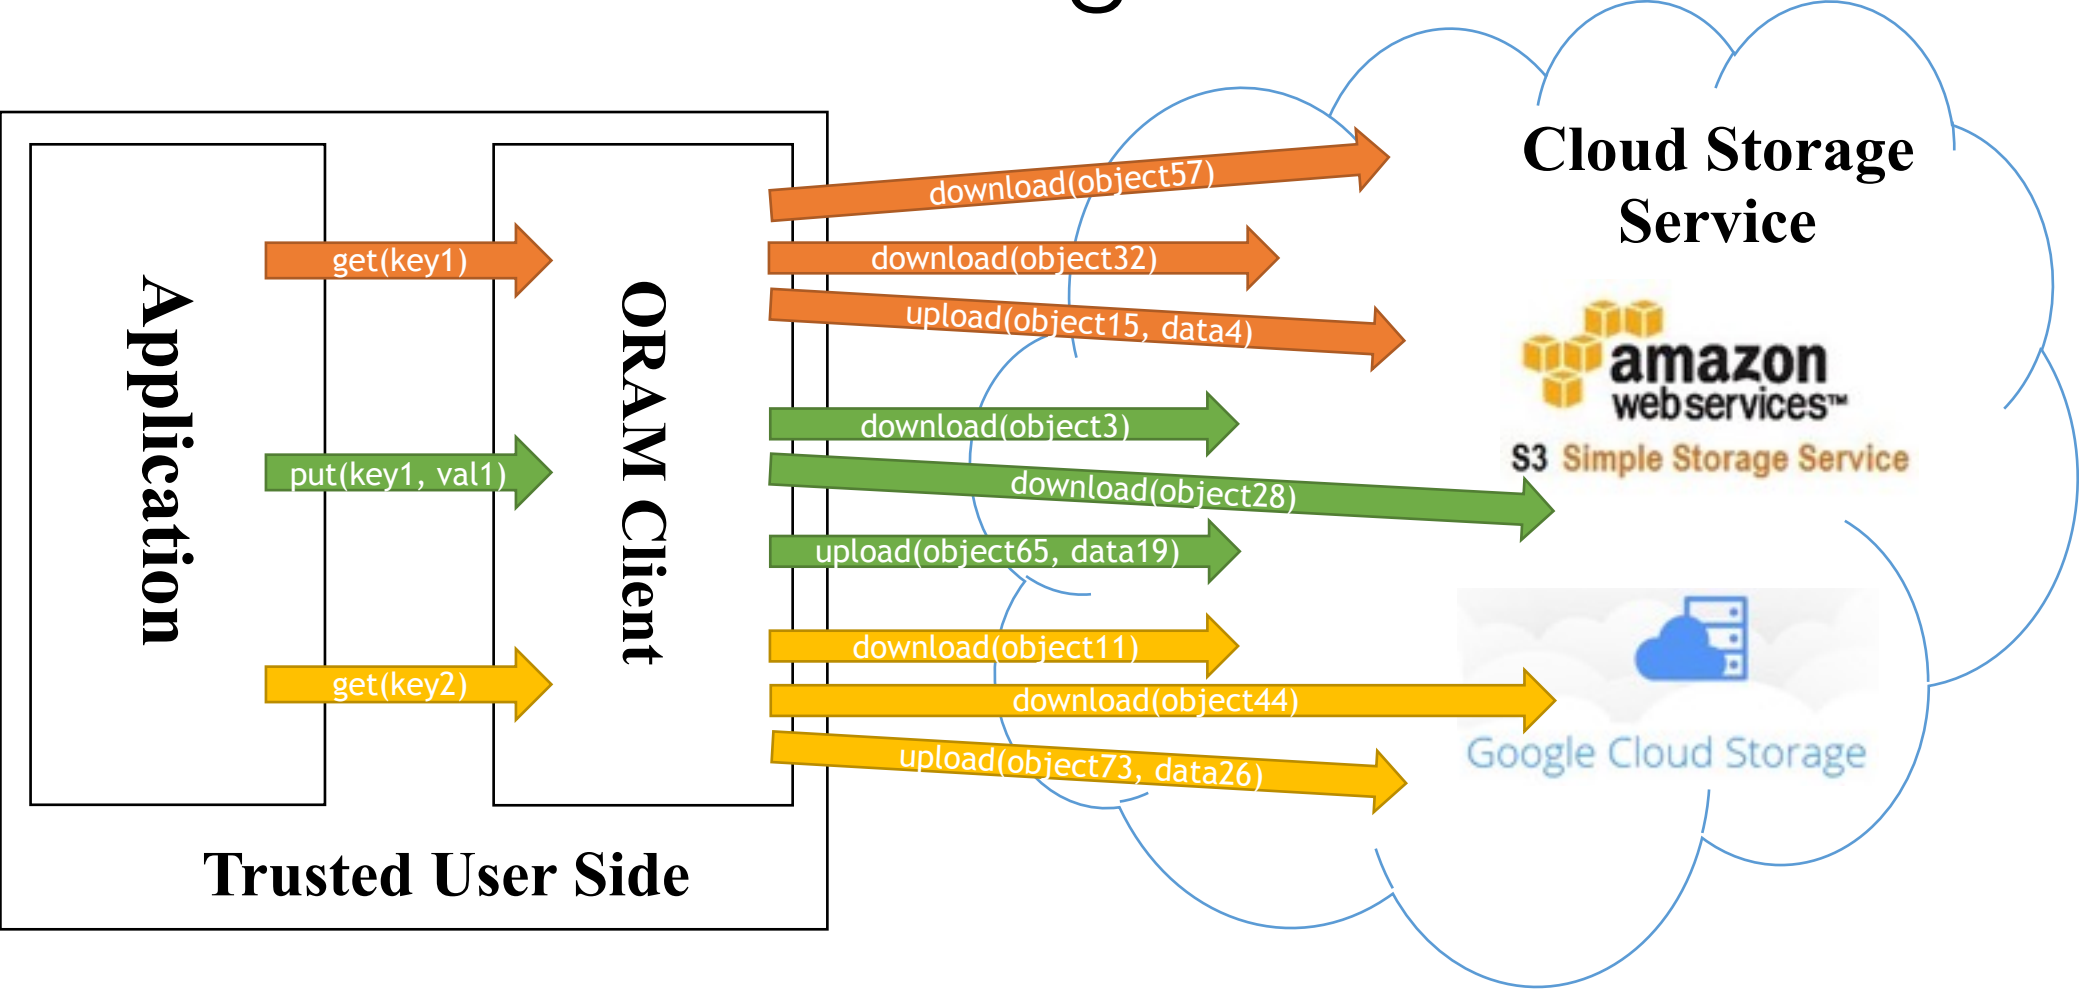 Application
get(key1)
put(key1, val1)
get(key2)
ORAM Client
Trusted User Side
download(object57)
download(object32)
upload(object15, data4)
download(object3)
download(object28)
upload(object65, data19)
download(object11)
download(object44)
upload(object73, data26)
Cloud Storage
Service
amazon
webservices™
S3 Simple Storage Service
Google Cloud Storage